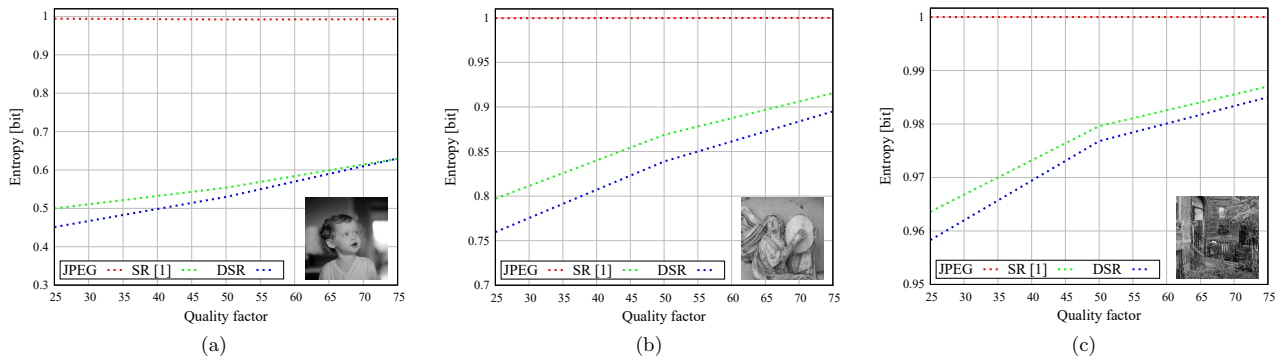 1
0.9
0.8
0.7
0.6
0.5
0.4
0.3
Entropy [bit]
JPEG SR [1] DSR
25 30 35 40 45 50 55 60 65 70 75
Quality factor
(a)
1
0.95
0.9
0.85
0.8
0.75
0.7
Entropy [bit]
JPEG SR [1] DSR
25 30 35 40 45 50 55 60 65 70 75
Quality factor
(b)
1
0.99
0.98
0.97
0.96
0.95
Entropy [bit]
JPEG SR [1] DSR
25 30 35 40 45 50 55 60 65 70 75
Quality factor
(c)